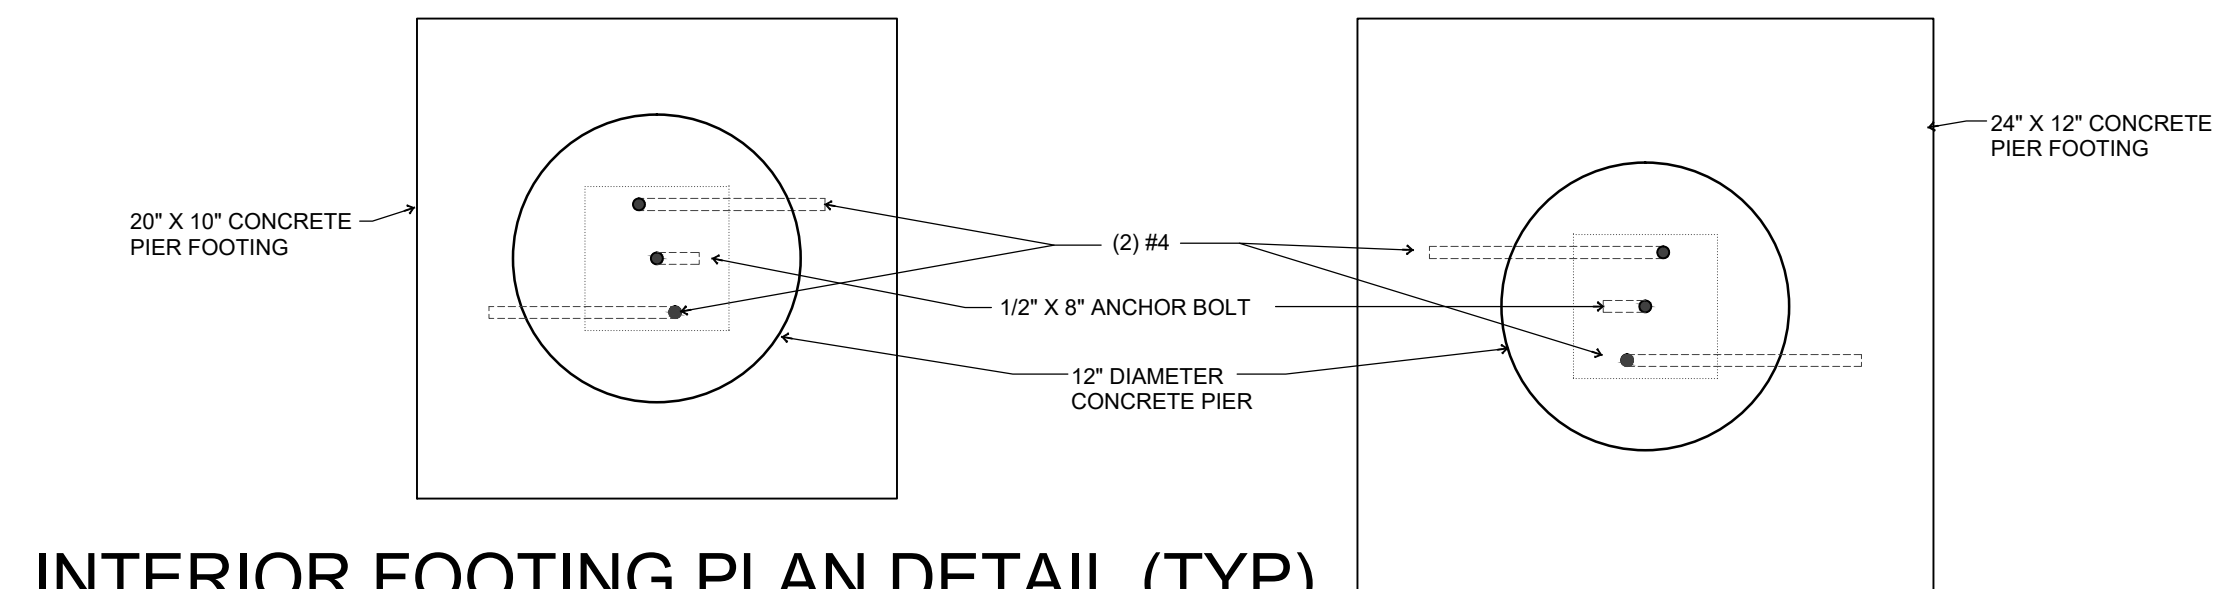 24" X 12" CONCRETE
PIER FOOTING
20" X 10" CONCRETE
PIER FOOTING
(2) #4
1/2" X 8" ANCHOR BOLT
12" DIAMETER
CONCRETE PIER
INTERIOR FOOTING PLAN DETAIL (TYP)